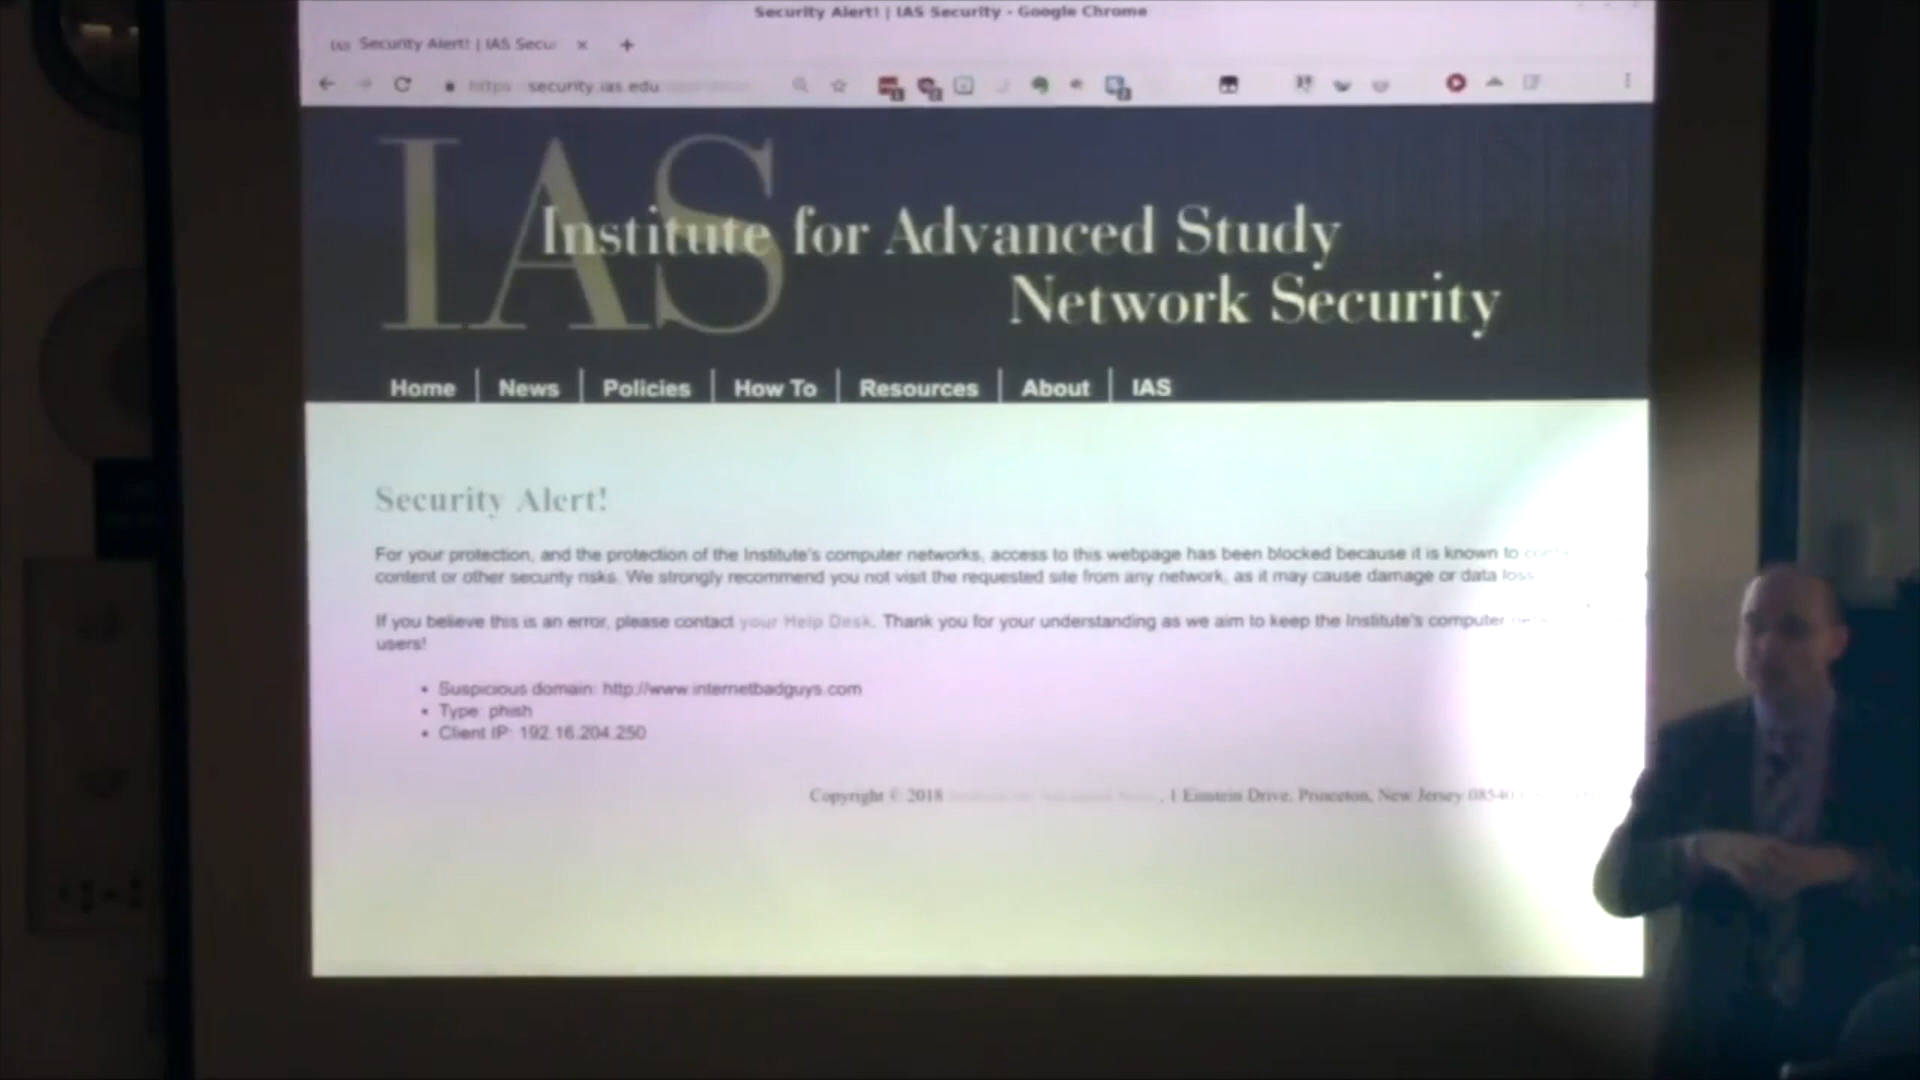 Security Alert! | IAS Security - Google Chrome
IAS Security Alert! | IAS Secu
https security.ias.edu
IAS
Institute for Advanced Study
Network Security
Home News Policies How To Resources About IAS
Security Alert!
For your protection, and the protection of the Institute's computer networks, access to this webpage has been blocked because it is known to
content or other security risks. We strongly recommend you not visit the requested site from any network, as it may cause damage or data loss
If you believe this is an error, please contact your Help Desk. Thank you for your understanding as we aim to keep the Institute's computer
users!
• Suspicious domain: http://www.internetbadguys.com
• Type: phish
• Client IP: 192.16.204.250
Copyright © 2018 , 1 Einstein Drive, Princeton, New Jersey 08540